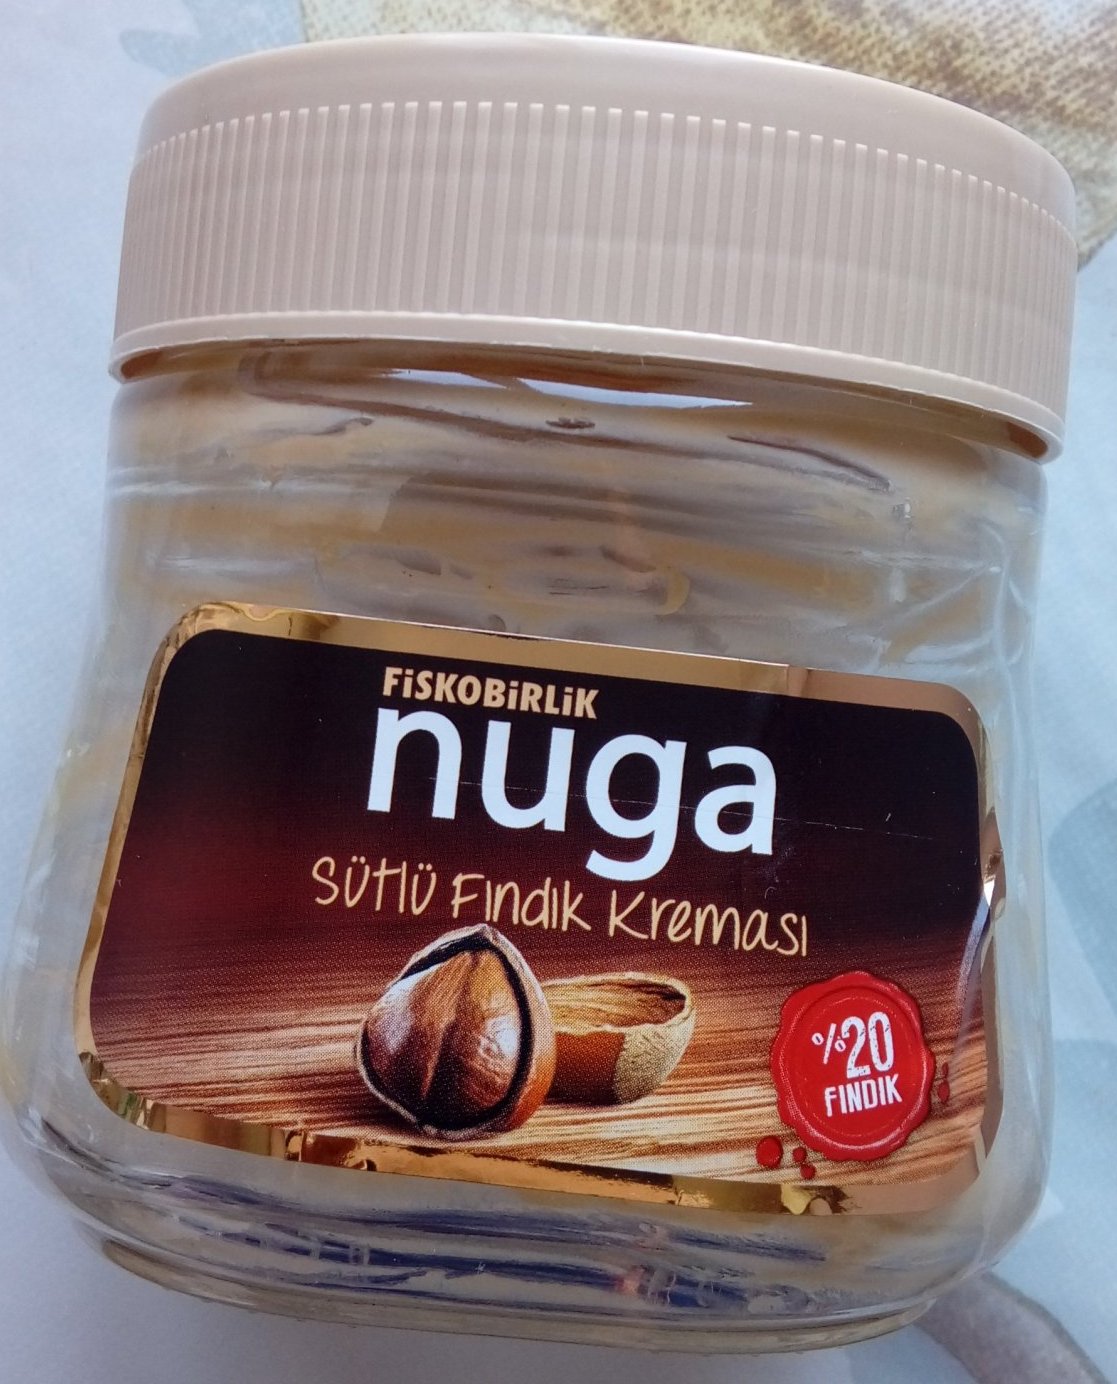 FiSKOBiRLiK
nuga
Sütlü Fındık Kreması
%20
FINDIK